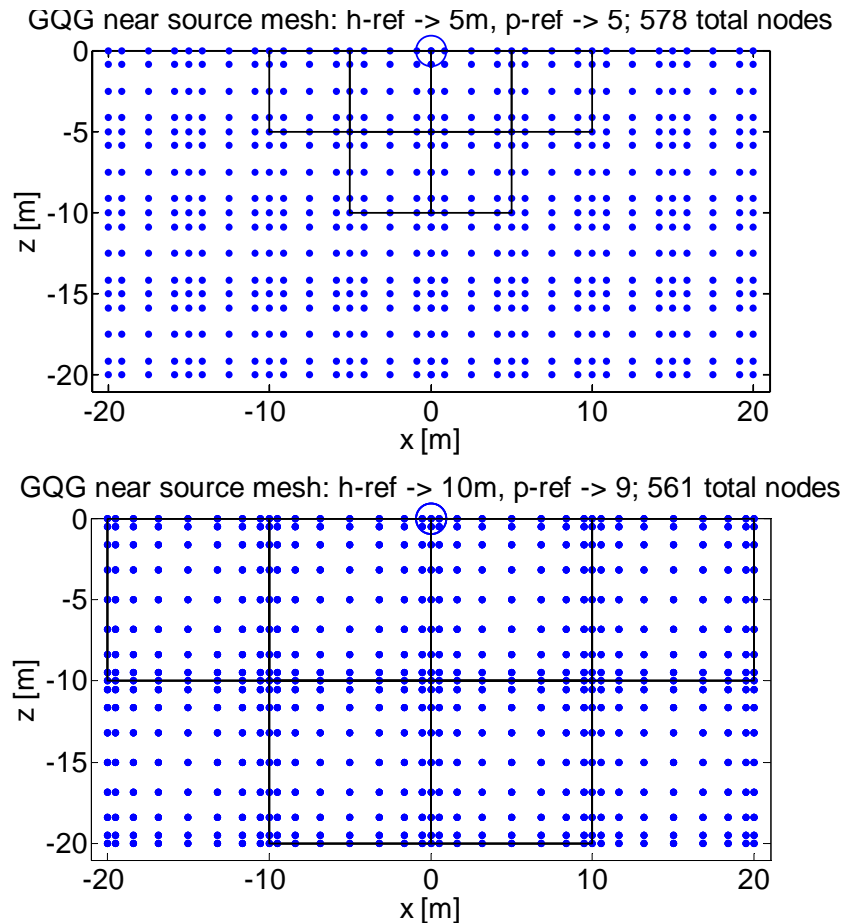 GQG near source mesh: h-ref -> 5m, p-ref -> 5; 578 total nodes
0
-5
-10
-15
-20
z [m]
-20 -10 0 10 20
x [m]
GQG near source mesh: h-ref -> 10m, p-ref -> 9; 561 total nodes
0
-5
-10
-15
-20
z [m]
-20 -10 0 10 20
x [m]